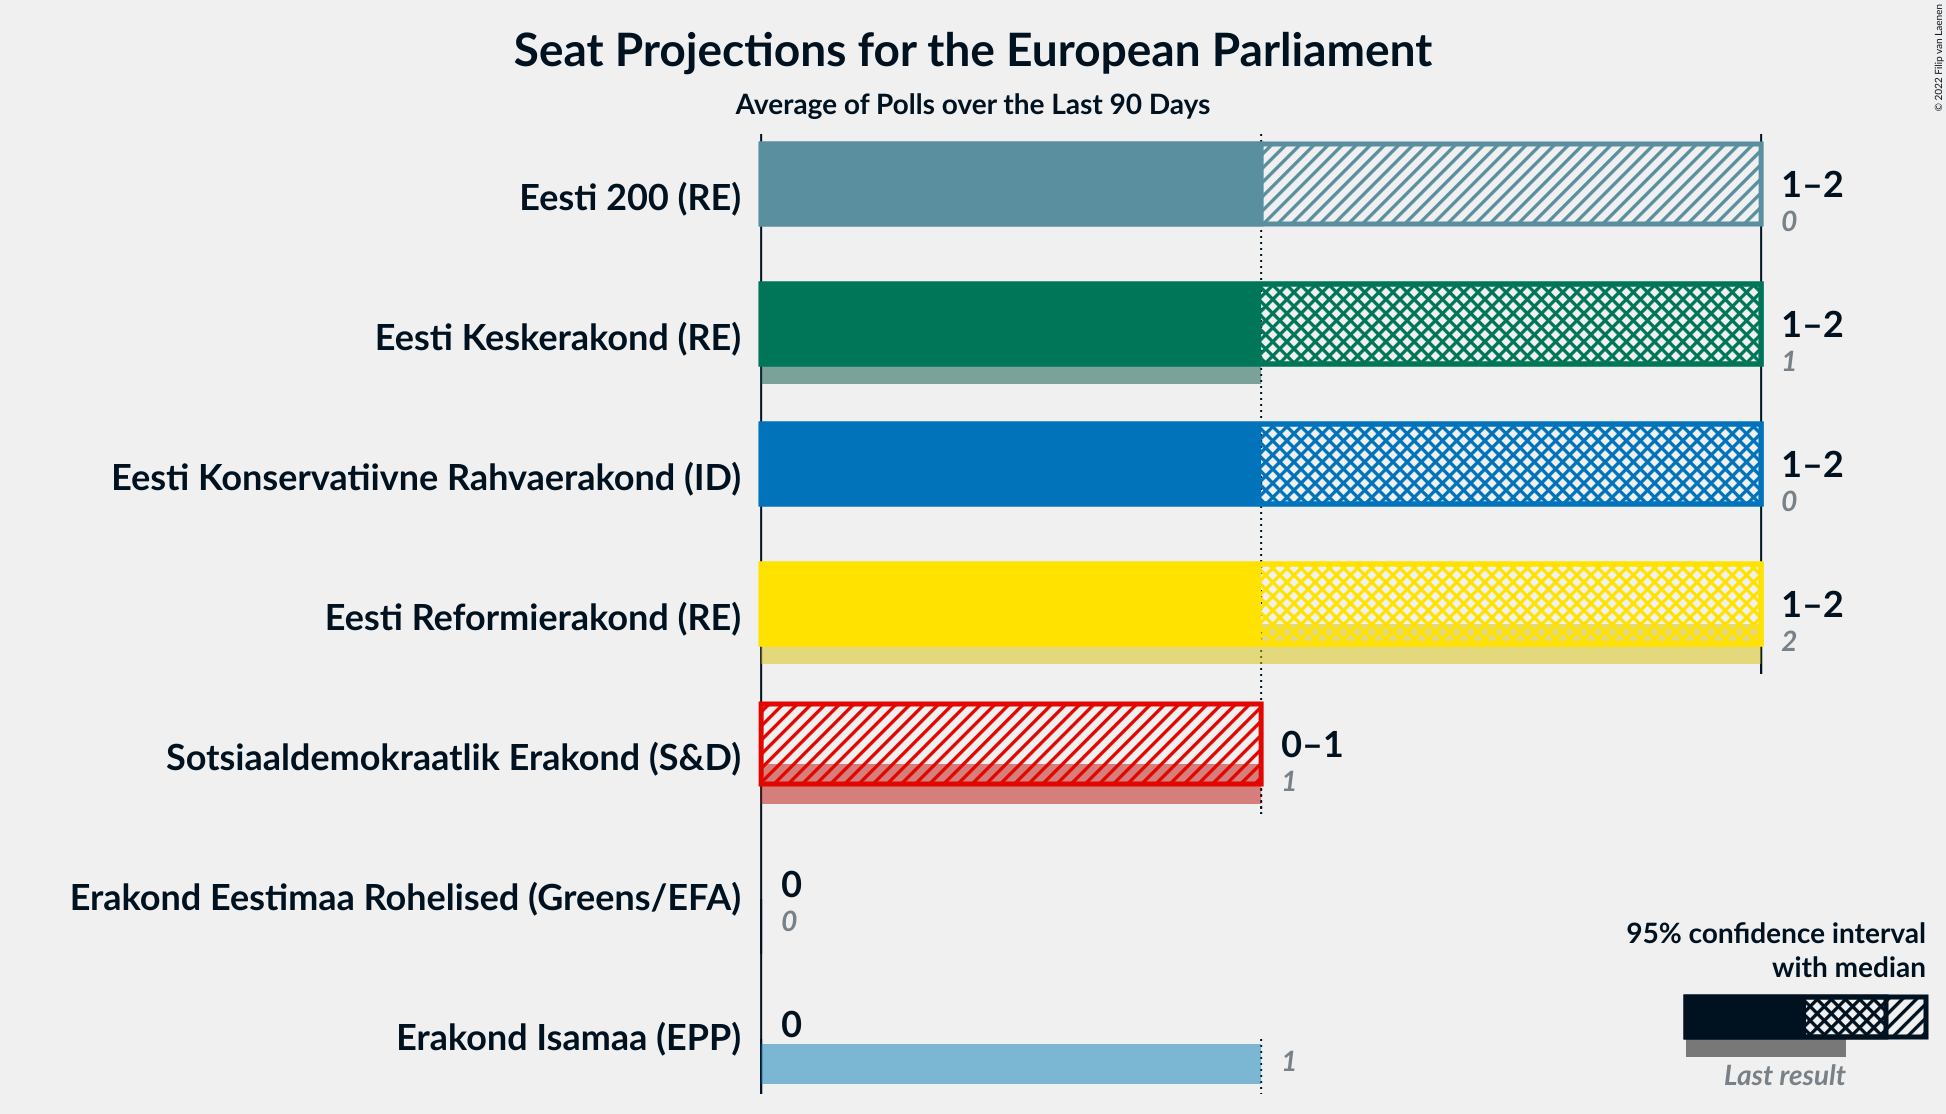 Seat Projections for the European Parliament
Average of Polls over the Last 90 Days
© 2022 Filip van Laenen
Eesti 200 (RE)
1–2
0
Eesti Keskerakond (RE)
1–2
1
Eesti Konservatiivne Rahvaerakond (ID)
1–2
0
Eesti Reformierakond (RE)
1–2
2
Sotsiaaldemokraatlik Erakond (S&D)
0–1
1
Erakond Eestimaa Rohelised (Greens/EFA)
0
0
Erakond Isamaa (EPP)
0
1
95% confidence interval
with median
Last result